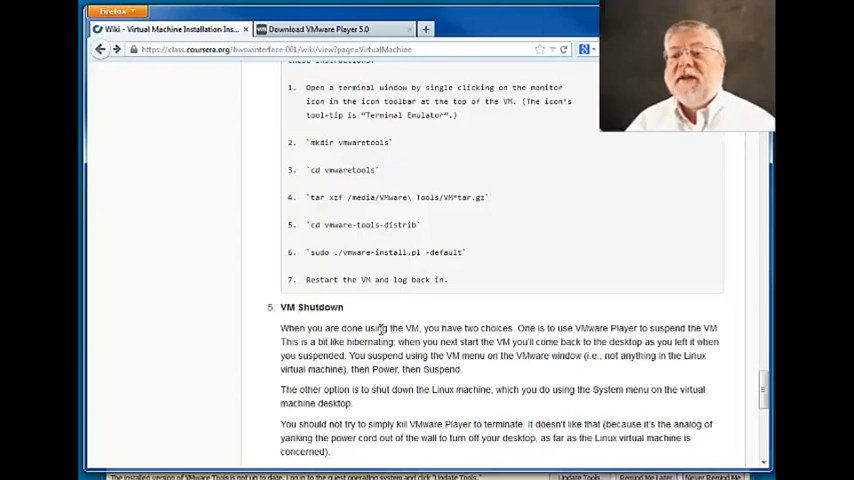 Firefox
Wiki - Virtual Machine Installation Ins...
Download VMware Player 5.0
https://class.coursera.org/hwswinterface-001/wiki/view?page=VirtualMachine
these instructions:
1. Open a terminal window by single clicking on the monitor
icon in the icon toolbar at the top of the VM. (The icon's
tool-tip is "Terminal Emulator".)
2. `mkdir vmwaretools`
3. `cd vmwaretools`
4. `tar xzf /media/VMware\ Tools/VM*tar.gz`
5. `cd vmware-tools-distrib`
6. `sudo ./vmware-install.pl -default`
7. Restart the VM and log back in.
5. VM Shutdown
When you are done using the VM, you have two choices. One is to use VMware Player to suspend the VM.
This is a bit like hibernating; when you next start the VM you'll come back to the desktop as you left it when
you suspended. You suspend using the VM menu on the VMware window (i.e., not anything in the Linux
virtual machine), then Power, then Suspend.
The other option is to shut down the Linux machine, which you do using the System menu on the virtual
machine desktop.
You should not try to simply kill VMware Player to terminate. It doesn't like that (because it's the analog of
yanking the power cord out of the wall to turn off your desktop, as far as the Linux virtual machine is
concerned).
The installed version of VMware Tools is not up to date. Log in to the guest operating system and click "Update Tools."
Update Tools
Remind Me Later
Never Remind Me